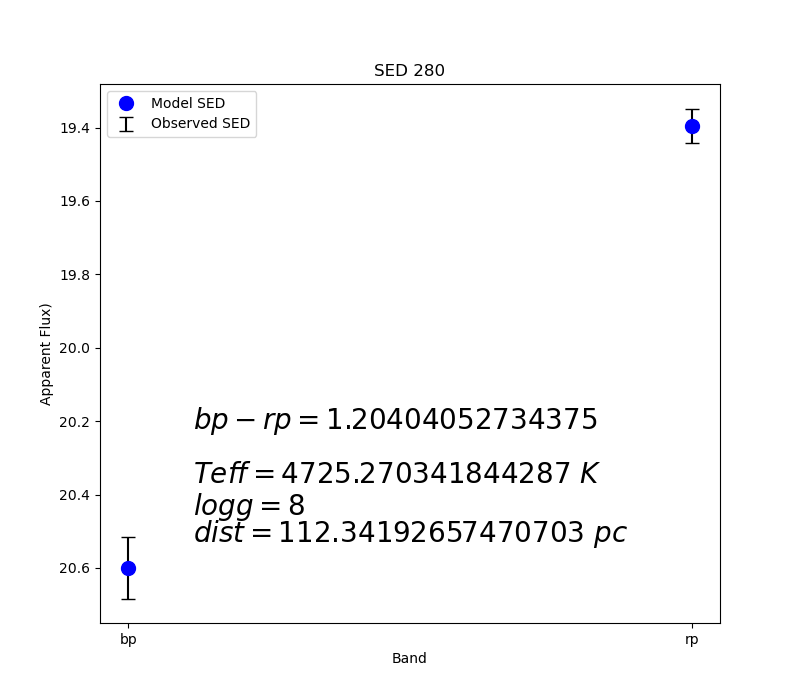 SED 280
Model SED
Observed SED
19.4
19.6
19.8
20.0
20.2
20.4
20.6
Apparent Flux)
bp − rp = 1.20404052734375
Teff = 4725.270341844287 K
logg = 8
dist = 112.34192657470703 pc
bp
rp
Band